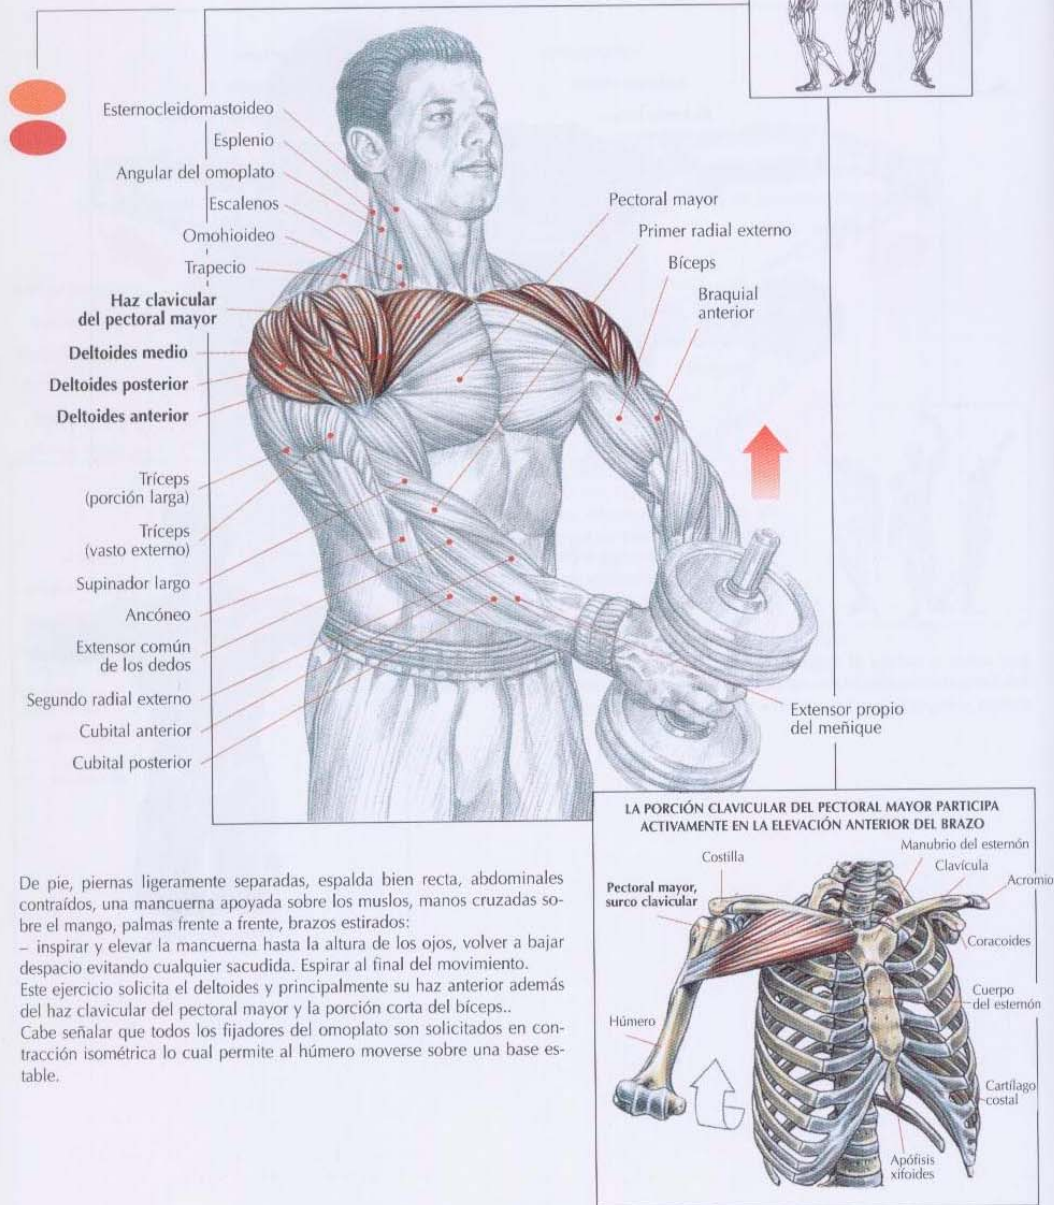 Esternocleidomastoideo
Esplenio
Angular del omoplato
Escalenos
Omohioideo
Trapecio
Haz clavicular
del pectoral mayor
Deltoides medio
Deltoides posterior
Deltoides anterior
Tríceps
(porción larga)
Tríceps
(vasto externo)
Supinador largo
Ancóneo
Extensor común
de los dedos
Segundo radial externo
Cubital anterior
Cubital posterior
Pectoral mayor
Primer radial externo
Bíceps
Braquial
anterior
Extensor propio
del meñique
De pie, piernas ligeramente separadas, espalda bien recta, abdominales
contraídos, una mancuerna apoyada sobre los muslos, manos cruzadas so-
bre el mango, palmas frente a frente, brazos estirados:
– inspirar y elevar la mancuerna hasta la altura de los ojos, volver a bajar
despacio evitando cualquier sacudida. Espirar al final del movimiento.
Este ejercicio solicita el deltoides y principalmente su haz anterior además
del haz clavicular del pectoral mayor y la porción corta del bíceps..
Cabe señalar que todos los fijadores del omoplato son solicitados en con-
tracción isométrica lo cual permite al húmero moverse sobre una base es-
table.
LA PORCIÓN CLAVICULAR DEL PECTORAL MAYOR PARTICIPA
ACTIVAMENTE EN LA ELEVACIÓN ANTERIOR DEL BRAZO
Manubrio del esternón
Costilla
Clavícula
Acromio
Pectoral mayor,
surco clavicular
Coracoides
Cuerpo
del esternón
Húmero
Cartílago
costal
Apófisis
xifoides